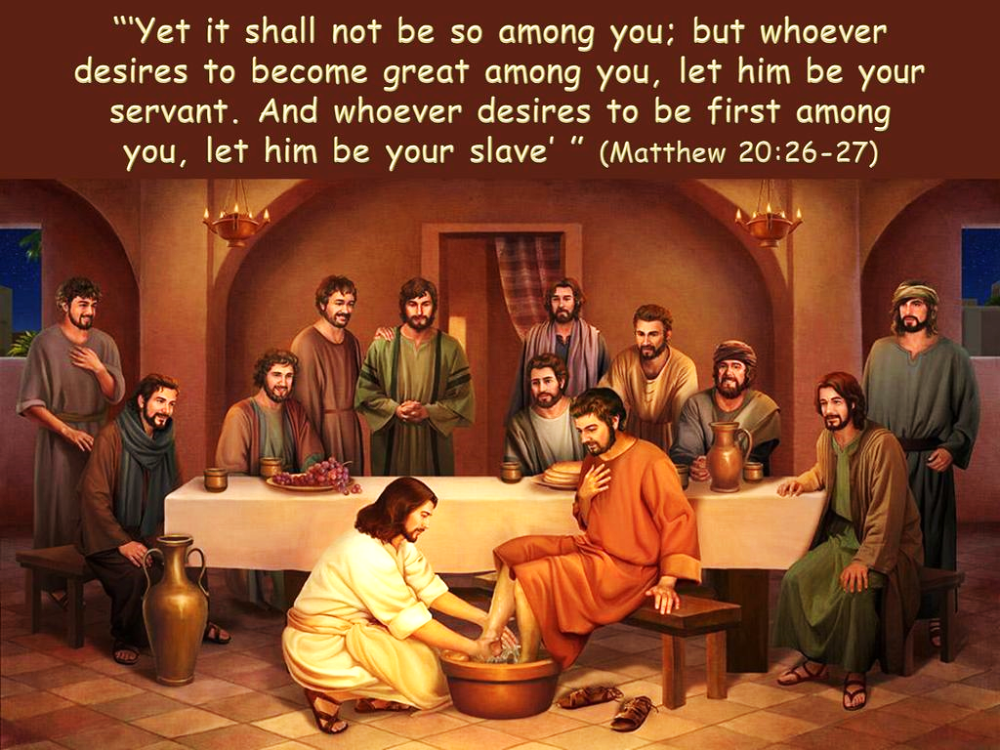 “‘Yet it shall not be so among you; but whoever
desires to become great among you, let him be your
servant. And whoever desires to be first among
you, let him be your slave’ ” (Matthew 20:26-27)